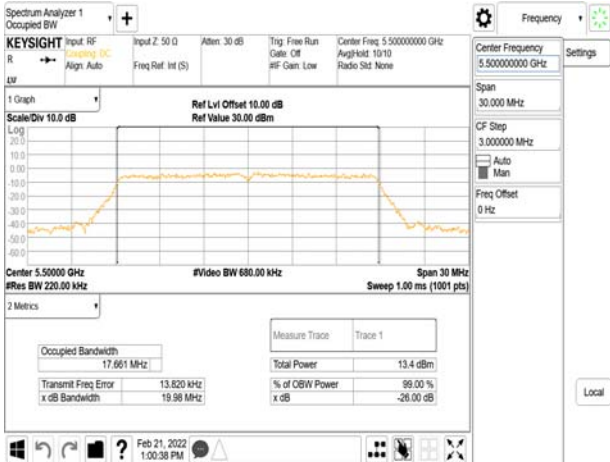 Spectrum Analyzer 1
Occupied BW
+
Frequency
KEYSIGHT
R
Input: RF
Coupling: DC
Align: Auto
Input Z: 50 Ω
Freq Ref: Int (S)
Atten: 30 dB
Trig: Free Run
Gate: Off
#IF Gain: Low
Center Freq: 5.500000000 GHz
Avg|Hold: 10/10
Radio Std: None
Center Frequency
5.500000000 GHz
Settings
Span
30.000 MHz
CF Step
3.000000 MHz
Auto
Man
Freq Offset
0 Hz
Local
1 Graph
Scale/Div 10.0 dB
Ref Lvl Offset 10.00 dB
Ref Value 30.00 dBm
Log
20.0
10.0
0.00
-10.0
-20.0
-30.0
-40.0
-50.0
-60.0
Center 5.50000 GHz
#Video BW 680.00 kHz
Span 30 MHz
#Res BW 220.00 kHz
Sweep 1.00 ms (1001 pts)
2 Metrics
Measure Trace Trace 1
Occupied Bandwidth
17.661 MHz
Total Power 13.4 dBm
Transmit Freq Error 13.820 kHz
% of OBW Power 99.00 %
x dB Bandwidth 19.98 MHz
x dB -26.00 dB
?
Feb 21, 2022
1:00:38 PM